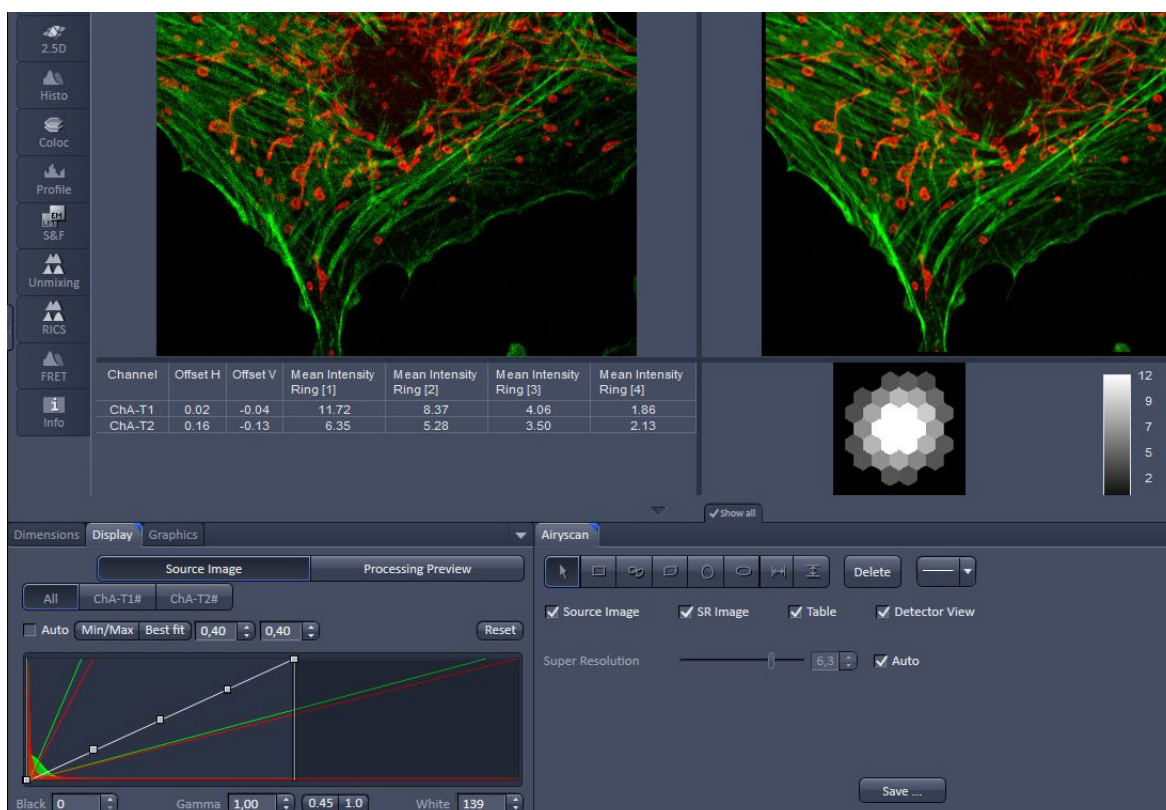 2.5D
Histo
Coloc
Profile
EM
S&F
Unmixing
RICS
FRET
i
Info
Channel Offset H Offset V Mean Intensity Ring [1] Mean Intensity Ring [2] Mean Intensity Ring [3] Mean Intensity Ring [4]
ChA-T1 0.02 -0.04 11.72 8.37 4.06 1.86
ChA-T2 0.16 -0.13 6.35 5.28 3.50 2.13
12
9
7
5
2
Show all
Dimensions Display Graphics
Source Image Processing Preview
All ChA-T1# ChA-T2#
Auto Min/Max Best fit 0,40 0,40 Reset
Black 0 Gamma 1,00 0.45 1.0 White 139
Airyscan
Delete
Source Image SR Image Table Detector View
Super Resolution 6,3 Auto
Save ...